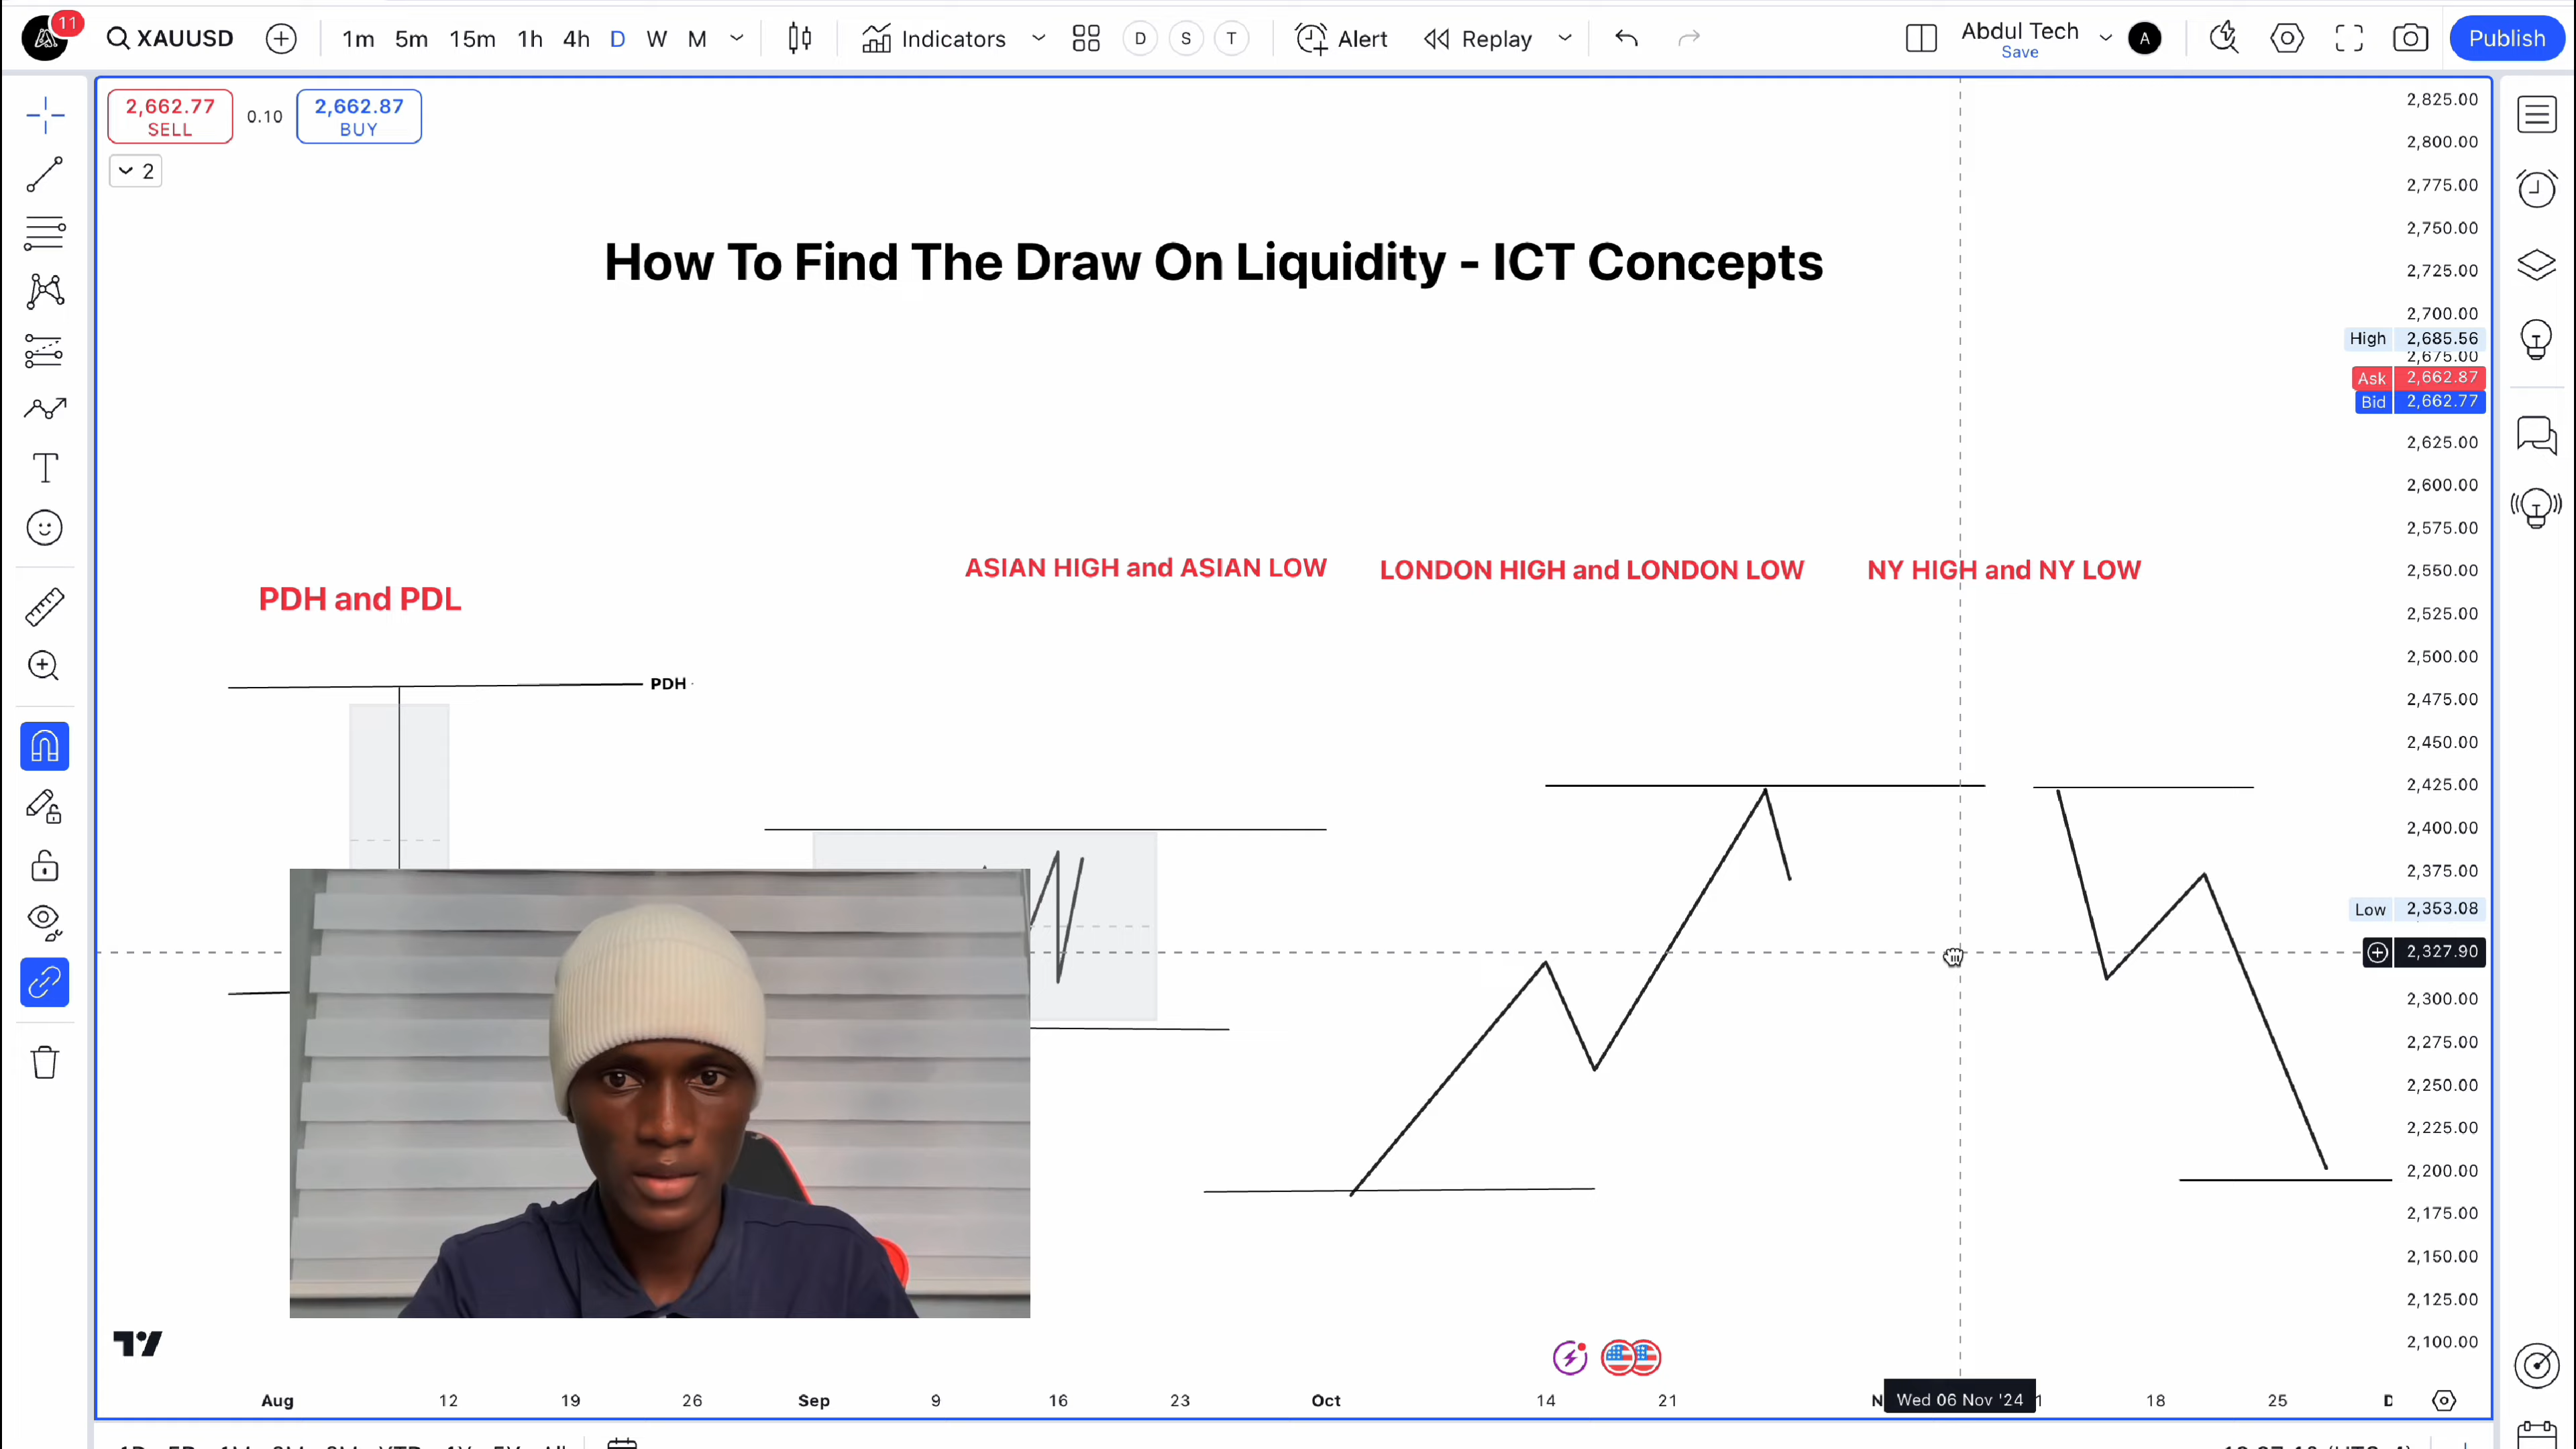 11
XAUUSD
1m 5m 15m 1h 4h D W M
Indicators
D S T
Alert
Replay
Abdul Tech
Save
A
Publish
2,662.77
SELL
0.10
2,662.87
BUY
2
How To Find The Draw On Liquidity - ICT Concepts
PDH and PDL
ASIAN HIGH and ASIAN LOW
LONDON HIGH and LONDON LOW
NY HIGH and NY LOW
PDH
2,825.00
2,800.00
2,775.00
2,750.00
2,725.00
2,700.00
High 2,685.56
2,675.00
Ask 2,662.87
Bid 2,662.77
2,625.00
2,600.00
2,575.00
2,550.00
2,525.00
2,500.00
2,475.00
2,450.00
2,425.00
2,400.00
2,375.00
Low 2,353.08
2,327.90
2,300.00
2,275.00
2,250.00
2,225.00
2,200.00
2,175.00
2,150.00
2,125.00
2,100.00
Aug 12 19 26 Sep 9 16 23 Oct 14 21 Wed 06 Nov '24 18 25